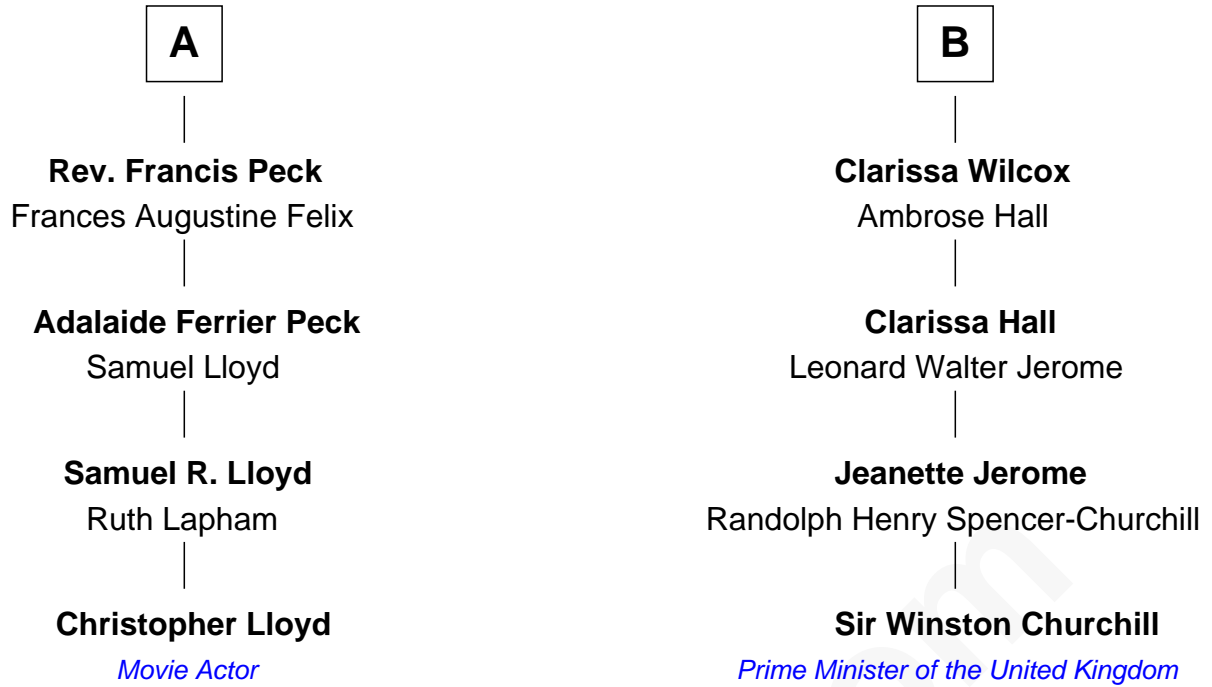 A
Rev. Francis Peck
Frances Augustine Felix
Adalaide Ferrier Peck
Samuel Lloyd
Samuel R. Lloyd
Ruth Lapham
Christopher Lloyd
Movie Actor
B
Clarissa Wilcox
Ambrose Hall
Clarissa Hall
Leonard Walter Jerome
Jeanette Jerome
Randolph Henry Spencer-Churchill
Sir Winston Churchill
Prime Minister of the United Kingdom